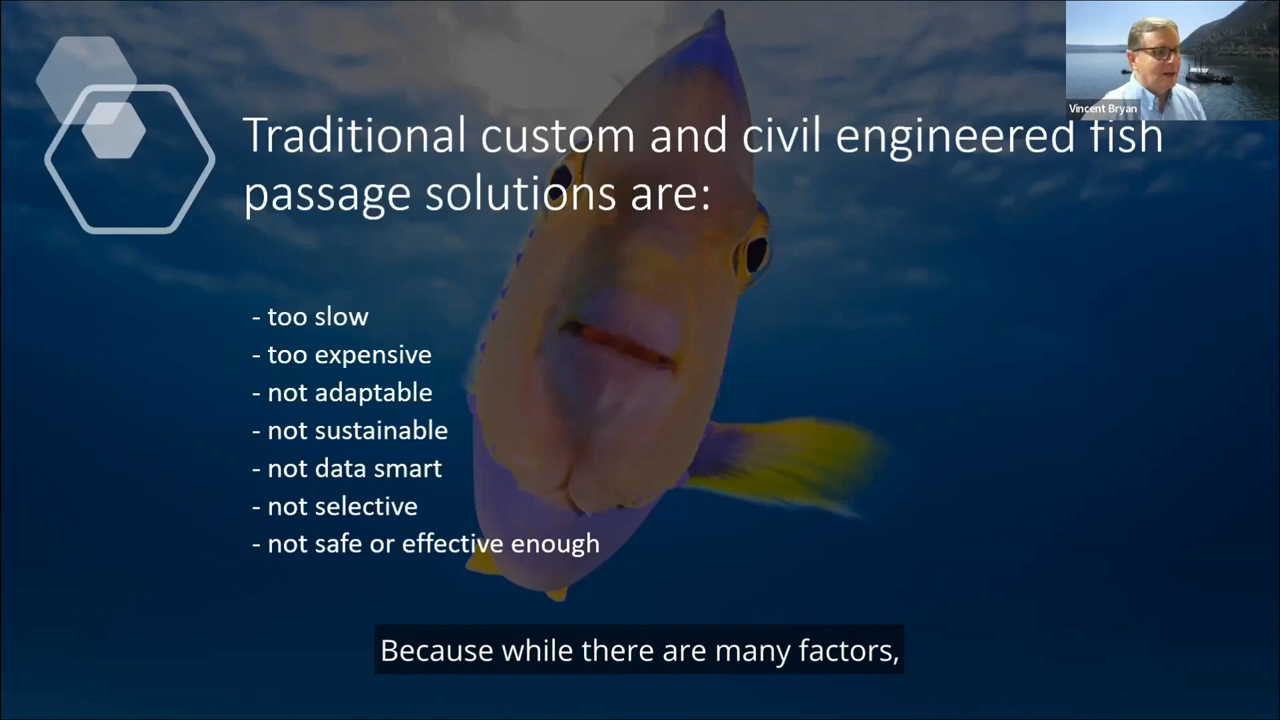 Vincent Bryan
Traditional custom and civil engineered fish
passage solutions are:
- too slow
- too expensive
- not adaptable
- not sustainable
- not data smart
- not selective
- not safe or effective enough
Because while there are many factors,